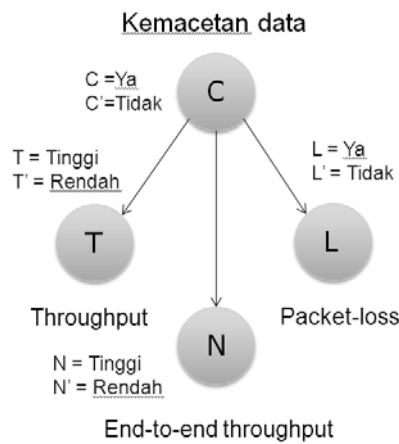 Kemacetan data
C =Ya
C'=Tidak
C
T = Tinggi
T' = Rendah
L = Ya
L' = Tidak
T
L
Throughput
Packet-loss
N
N = Tinggi
N' = Rendah
End-to-end throughput